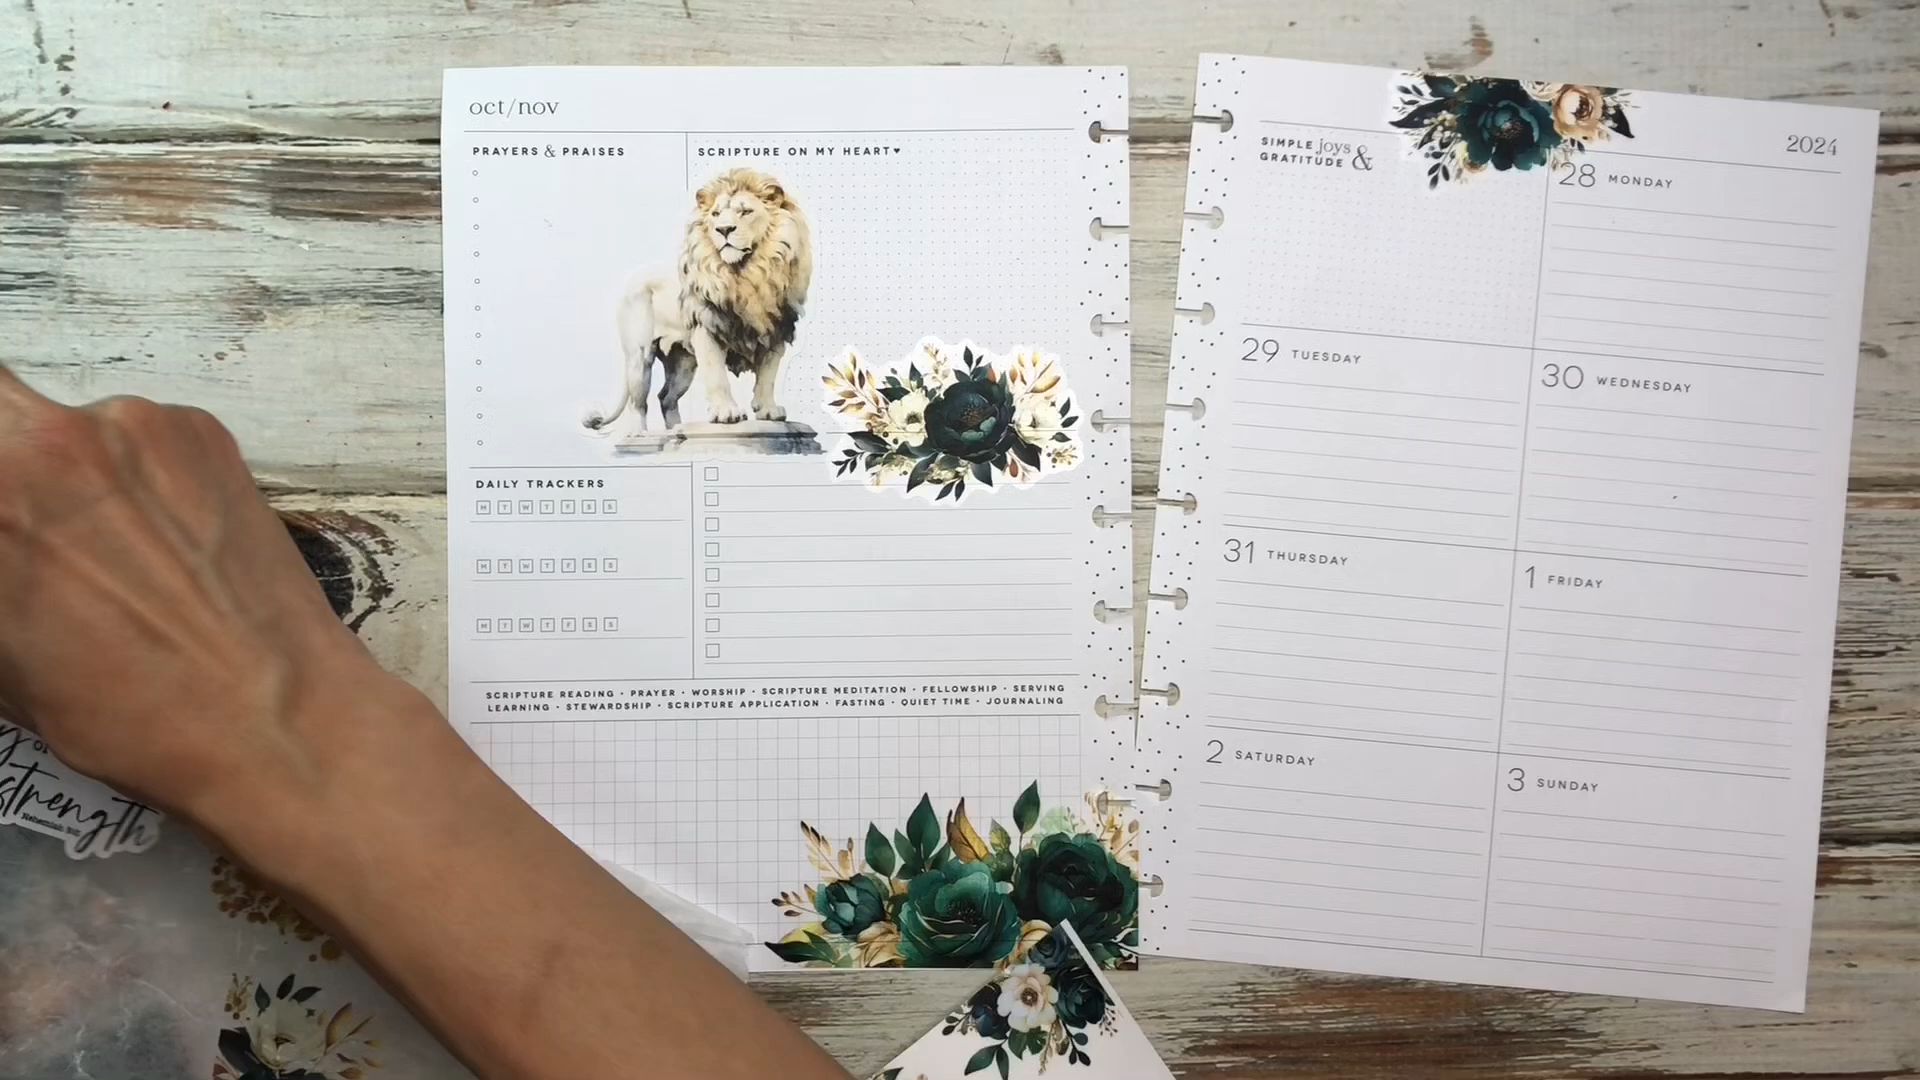 oct/nov
PRAYERS & PRAISES
SCRIPTURE ON MY HEART♥
DAILY TRACKERS
M T W T F S S
M T W T F S S
M T W T F S S
SCRIPTURE READING • PRAYER • WORSHIP • SCRIPTURE MEDITATION • FELLOWSHIP • SERVING
LEARNING • STEWARDSHIP • SCRIPTURE APPLICATION • FASTING • QUIET TIME • JOURNALING
SIMPLE joys &
GRATITUDE
2024
28 MONDAY
29 TUESDAY
30 WEDNESDAY
31 THURSDAY
1 FRIDAY
2 SATURDAY
3 SUNDAY
strength